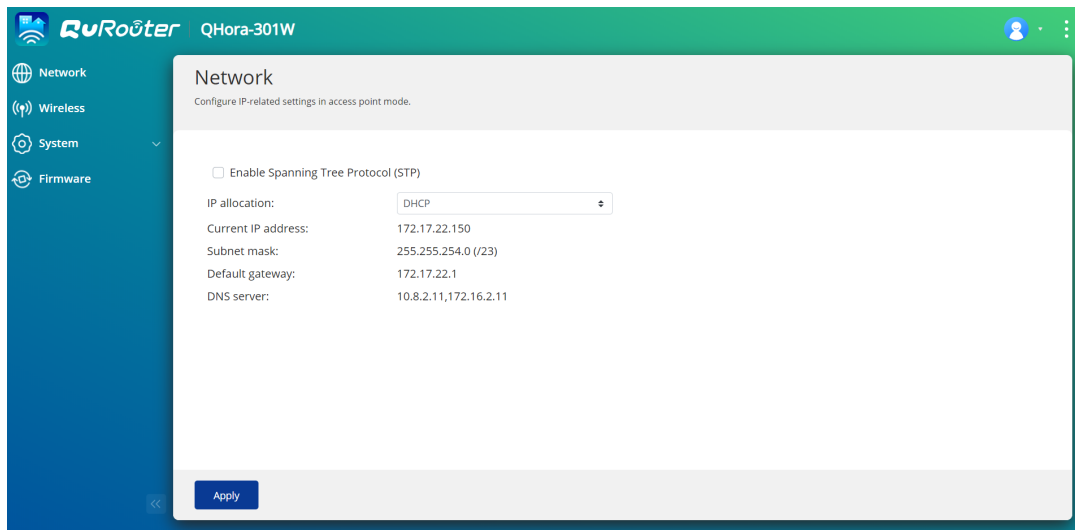 QuRouter QHora-301W
Network
Wireless
System
Firmware
Network
Configure IP-related settings in access point mode.
Enable Spanning Tree Protocol (STP)
IP allocation: DHCP
Current IP address: 172.17.22.150
Subnet mask: 255.255.254.0 (/23)
Default gateway: 172.17.22.1
DNS server: 10.8.2.11,172.16.2.11
Apply